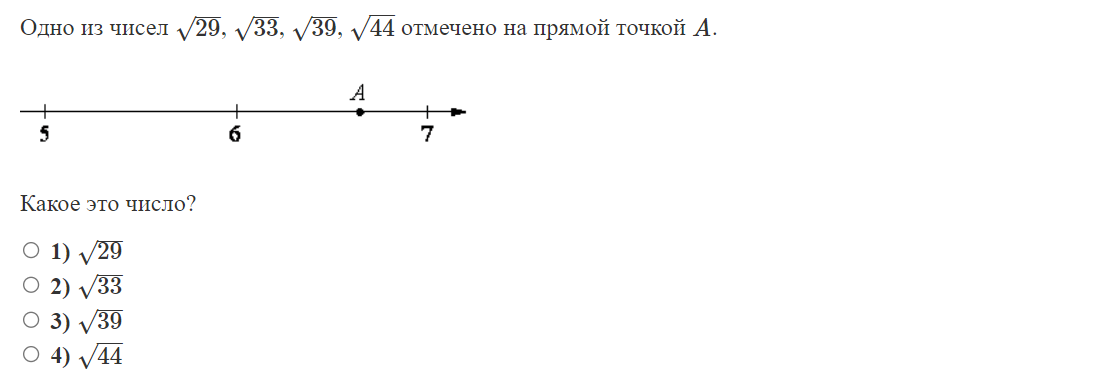 Одно из чисел √29, √33, √39, √44 отмечено на прямой точкой A.
A
5 6 7
Какое это число?
1) √29
2) √33
3) √39
4) √44